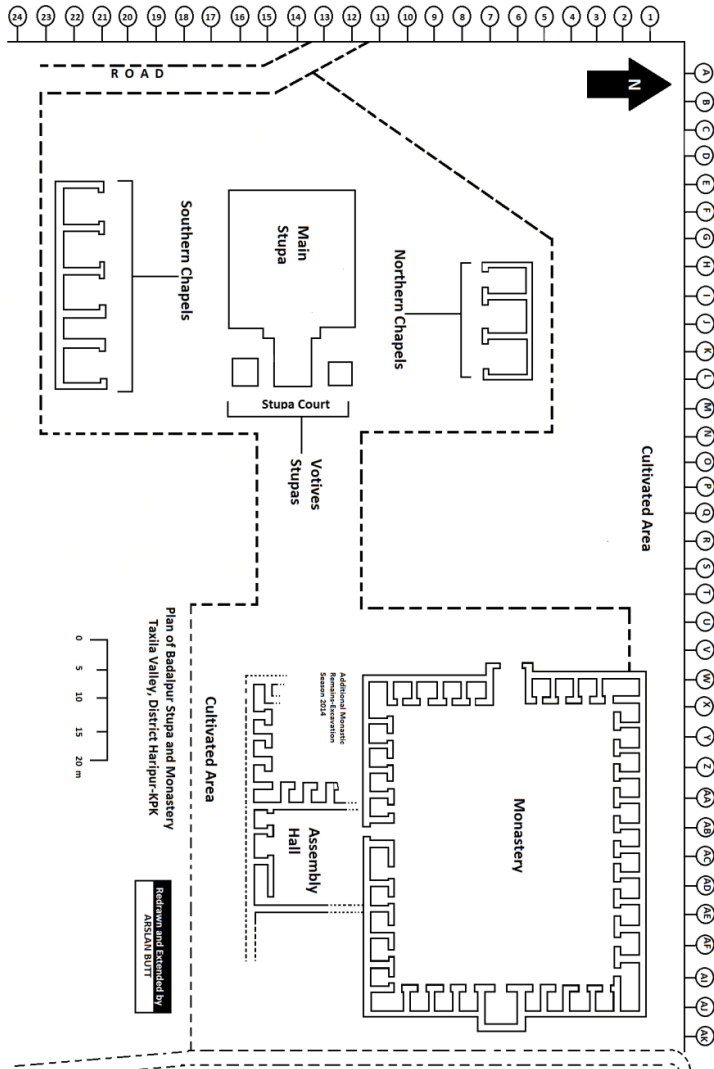 24 23 22 21 20 19 18 17 16 15 14 13 12 11 10 9 8 7 6 5 4 3 2 1
A
B
C
D
E
F
G
H
I
J
K
L
M
N
O
P
Q
R
S
T
U
V
W
X
Y
Z
AA
AB
AC
AD
AE
AF
AI
AJ
AK
N
ROAD
Southern Chapels
Main
Stupa
Northern Chapels
Stupa Court
Votives
Stupas
Cultivated Area
Additional Monastic
Remains-Excavation
Season 2014
Monastery
Assembly
Hall
Cultivated Area
Plan of Badalpur Stupa and Monastery
Taxila Valley, District Haripur-KPK
0 5 10 15 20 m
Redrawn and Extended by
ARSLAN BUTT